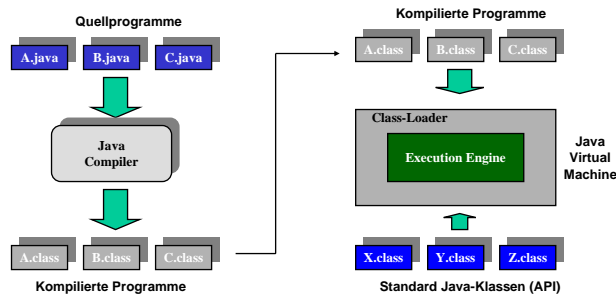 Quellprogramme
A.java B.java C.java
Java
Compiler
A.class B.class C.class
Kompilierte Programme
Kompilierte Programme
A.class B.class C.class
Class-Loader
Execution Engine
Java
Virtual
Machine
X.class Y.class Z.class
Standard Java-Klassen (API)